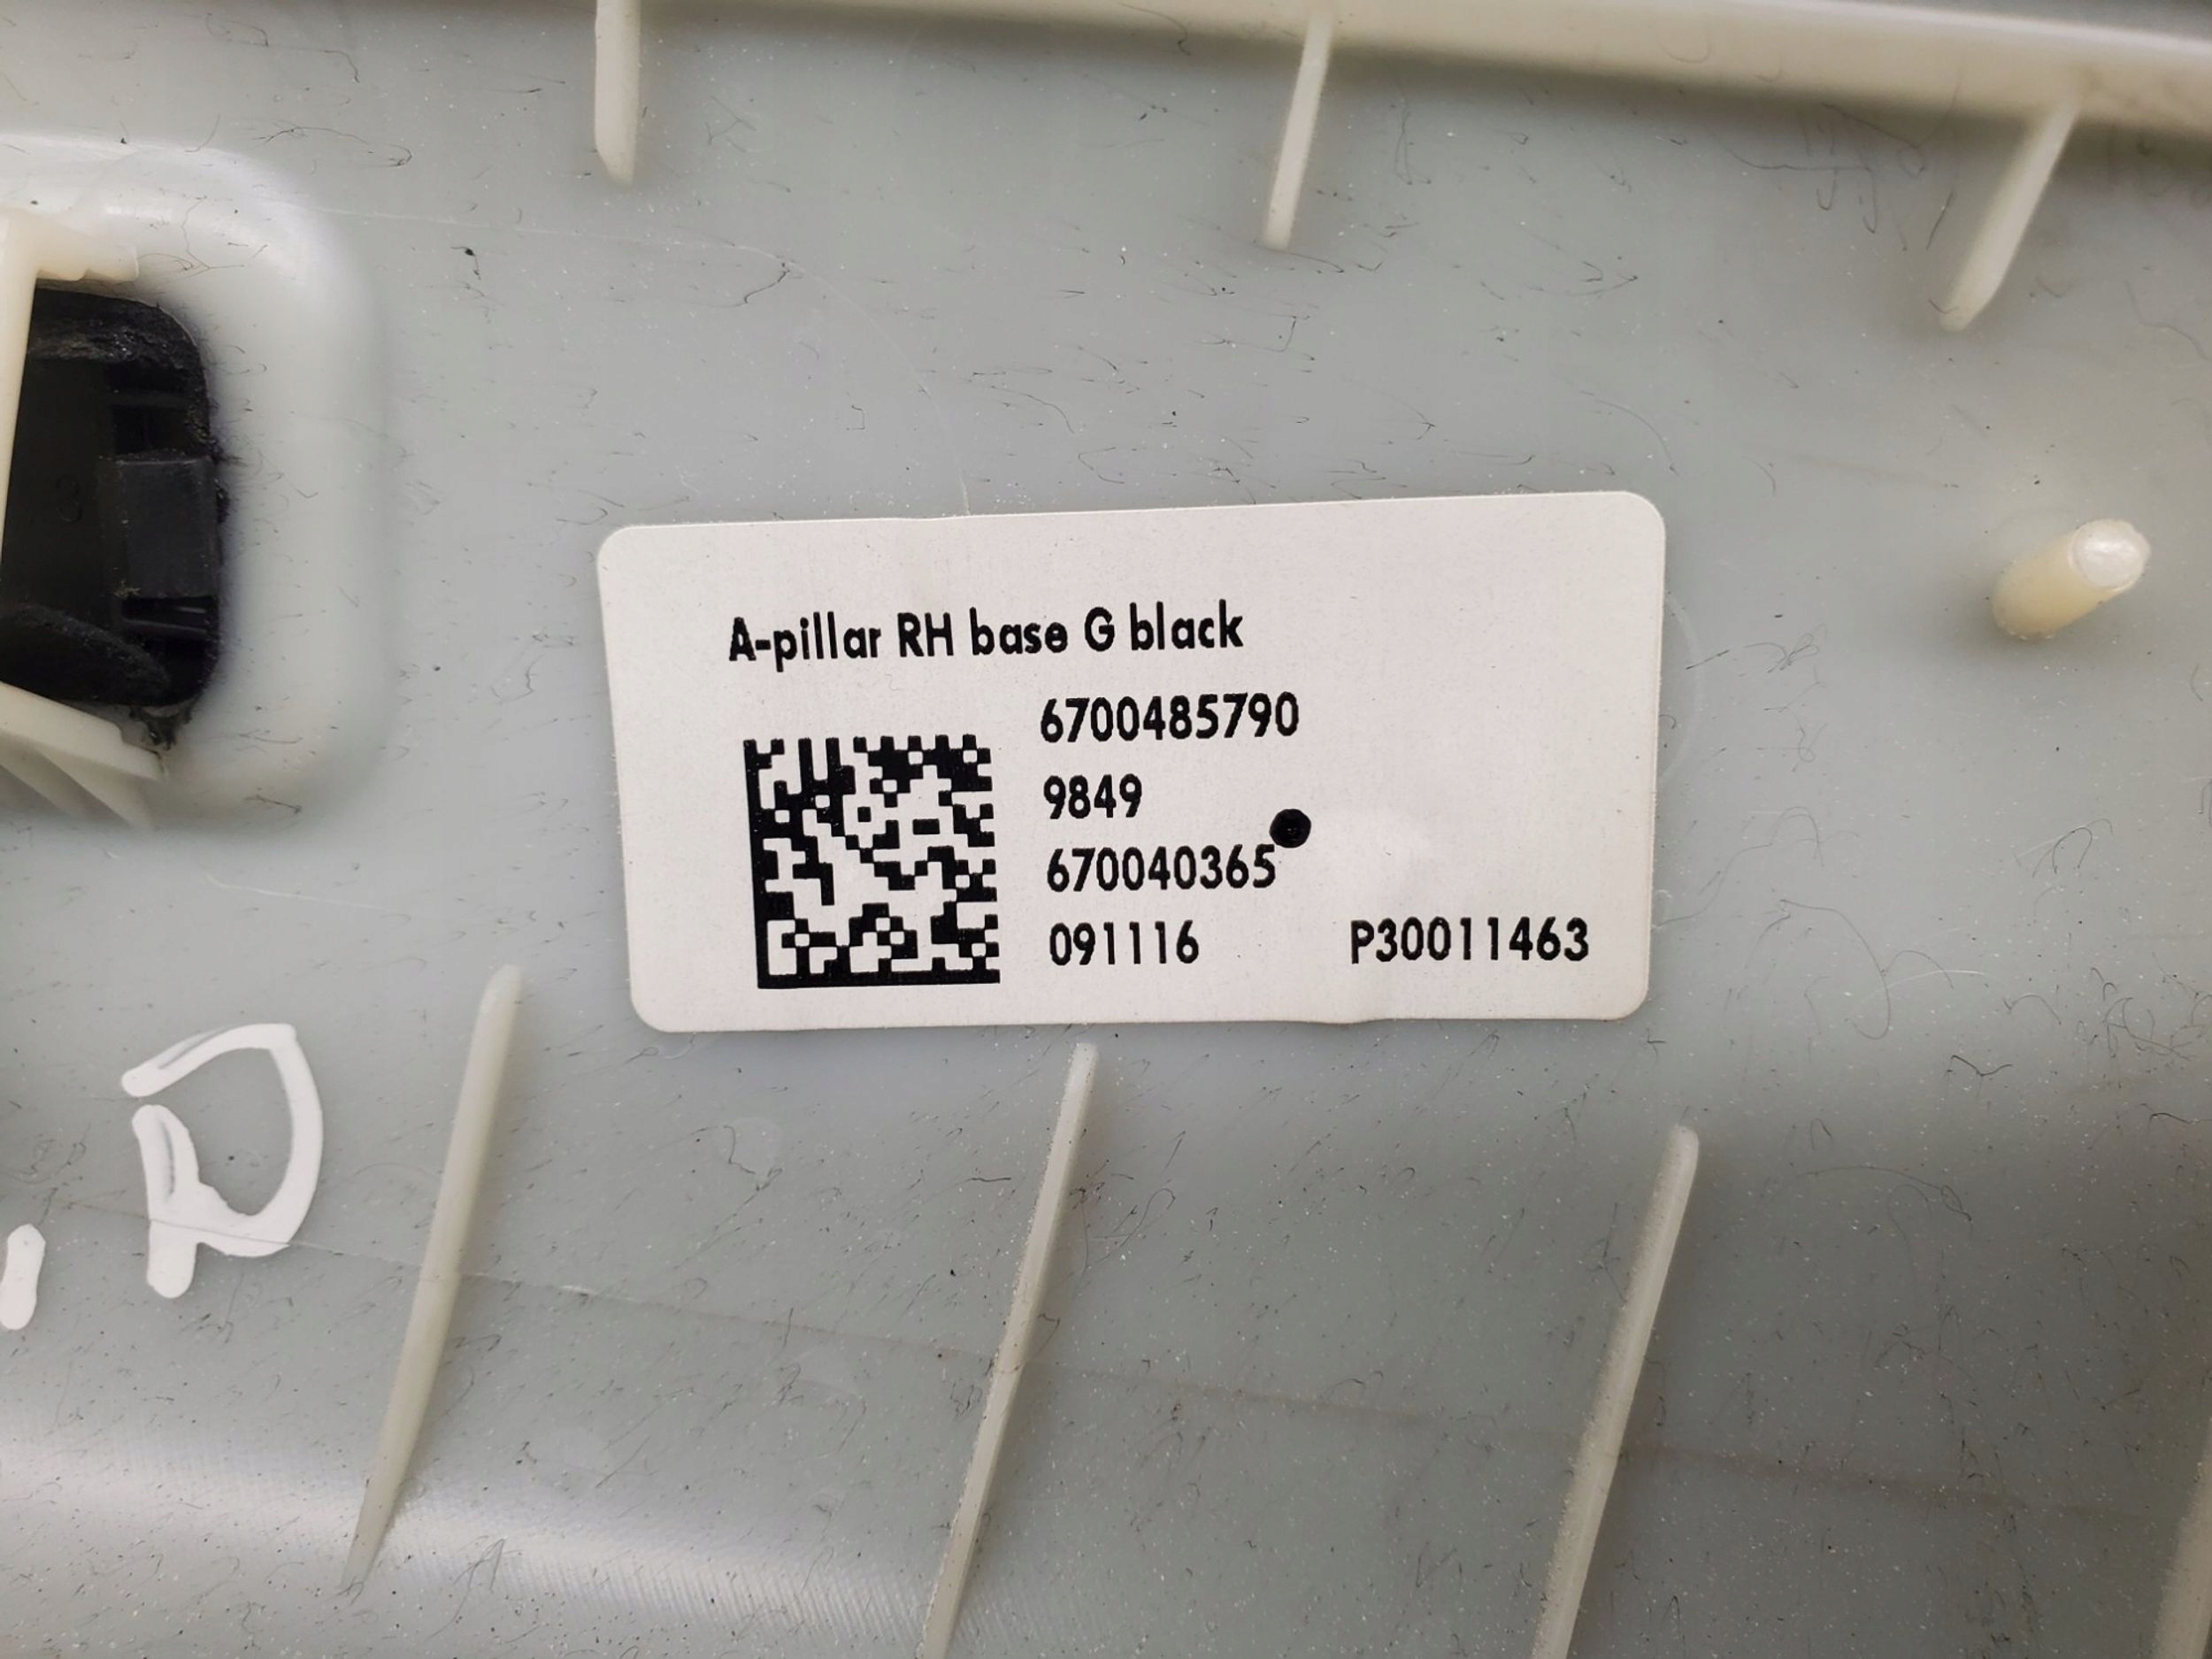 A-pillar RH base G black
6700485790
9849
670040365
091116 P30011463